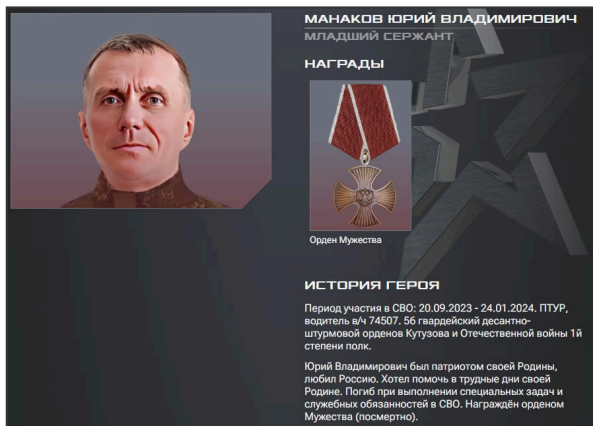 МАНАКОВ ЮРИЙ ВЛАДИМИРОВИЧ
МЛАДШИЙ СЕРЖАНТ
НАГРАДЫ
Орден Мужества
ИСТОРИЯ ГЕРОЯ
Период участия в СВО: 20.09.2023 - 24.01.2024. ПТУР,
водитель в/ч 74507. 56 гвардейский десантно-
штурмовой орденов Кутузова и Отечественной войны 1й
степени полк.
Юрий Владимирович был патриотом своей Родины,
любил Россию. Хотел помочь в трудные дни своей
Родине. Погиб при выполнении специальных задач и
служебных обязанностей в СВО. Награждён орденом
Мужества (посмертно).